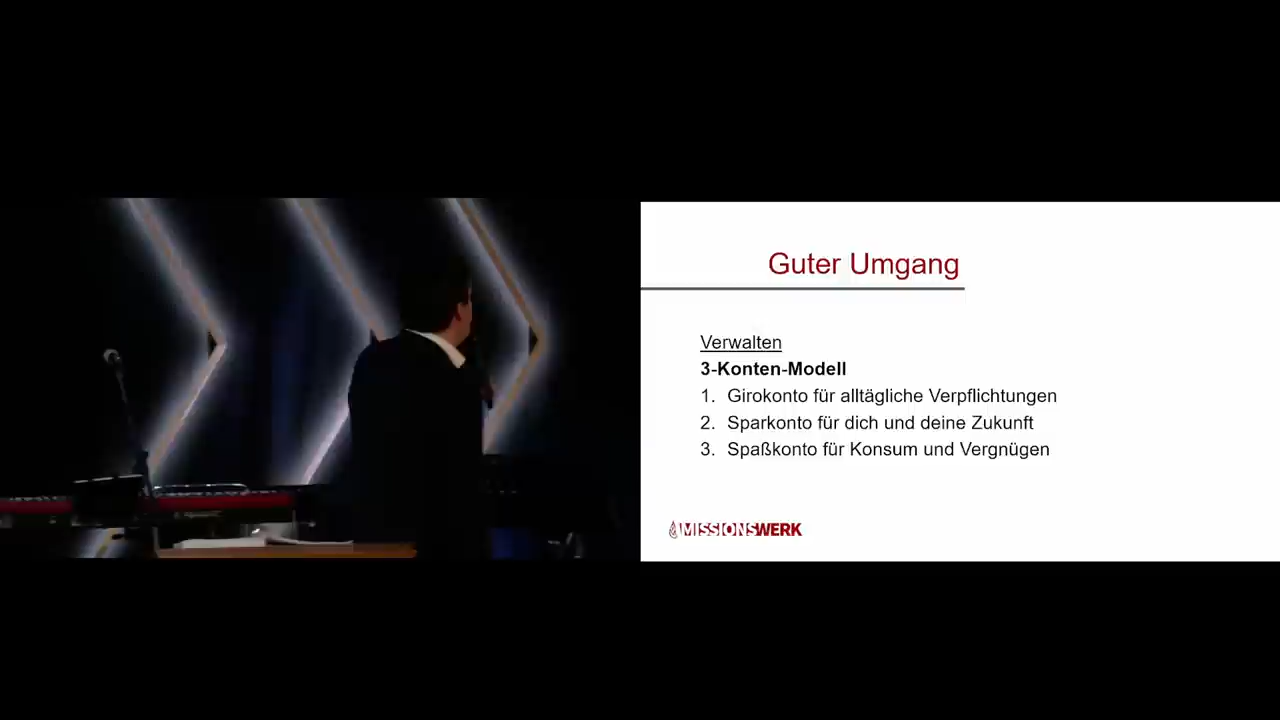 Guter Umgang
Verwalten
3-Konten-Modell
1. Girokonto für alltägliche Verpflichtungen
2. Sparkonto für dich und deine Zukunft
3. Spaßkonto für Konsum und Vergnügen
MISSIONSWERK